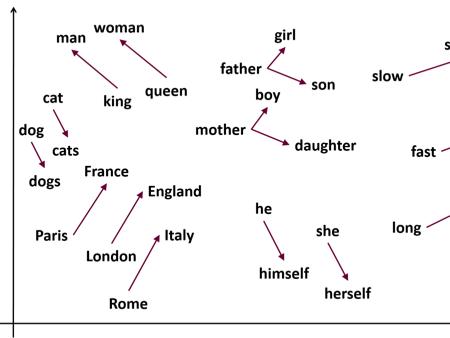 woman
man
girl
father
son
slow
s
king
queen
boy
cat
dog
cats
mother
daughter
fast
dogs
France
England
Paris
London
Italy
Rome
he
she
long
himself
herself